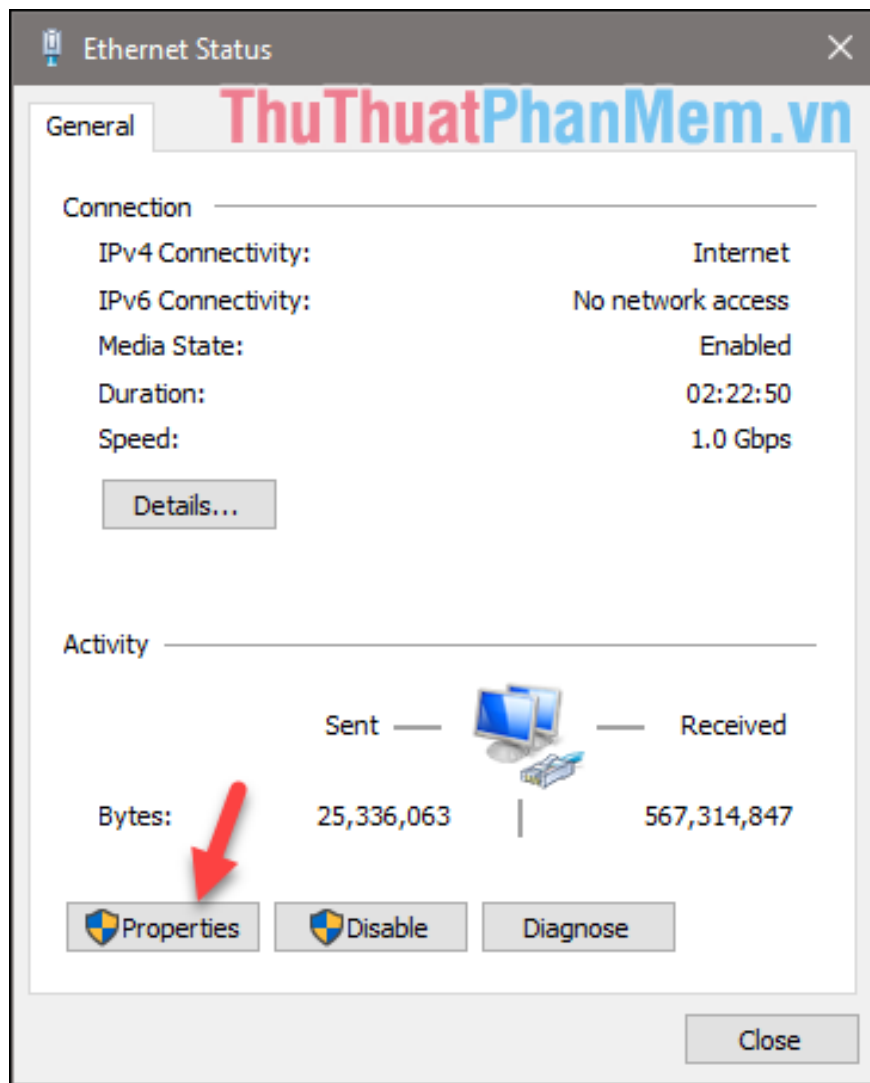 Ethernet Status
ThuThuatPhanMem.vn
General
Connection
IPv4 Connectivity: Internet
IPv6 Connectivity: No network access
Media State: Enabled
Duration: 02:22:50
Speed: 1.0 Gbps
Details...
Activity
Sent Received
Bytes: 25,336,063 567,314,847
Properties Disable Diagnose
Close